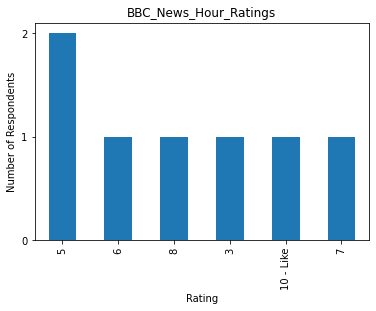 BBC_News_Hour_Ratings
Number of Respondents
2
1
0
5
6
8
3
10 - Like
7
Rating